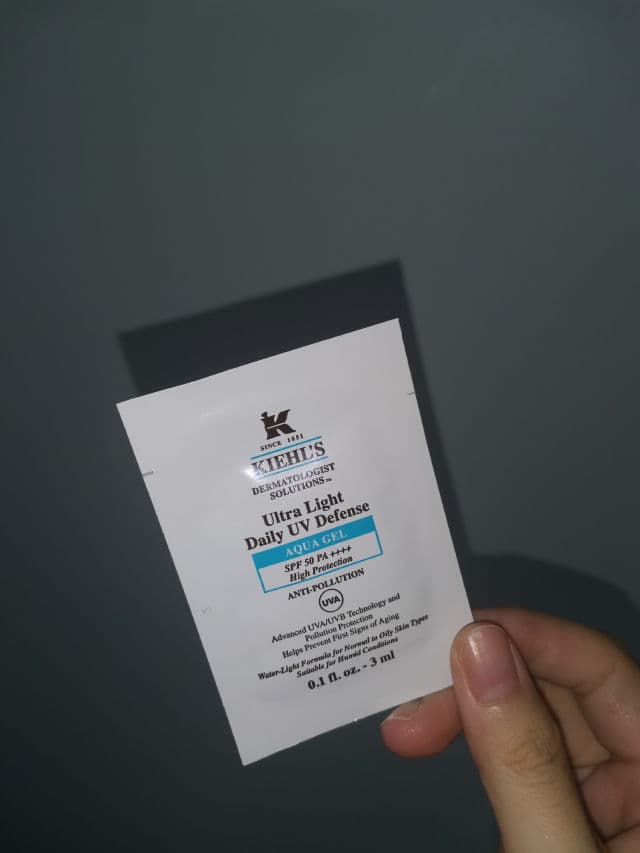 K
SINCE 1851
KIEHL'S
DERMATOLOGIST
SOLUTIONS™
Ultra Light
Daily UV Defense
AQUA GEL
SPF 50 PA ++++
High Protection
ANTI-POLLUTION
UVA
Advanced UVA/UVB Technology and
Pollution Protection
Helps Prevent First Signs of Aging
Water-Light Formula for Normal to Oily Skin Types
Suitable for Humid Conditions
0.1 fl. oz. - 3 ml